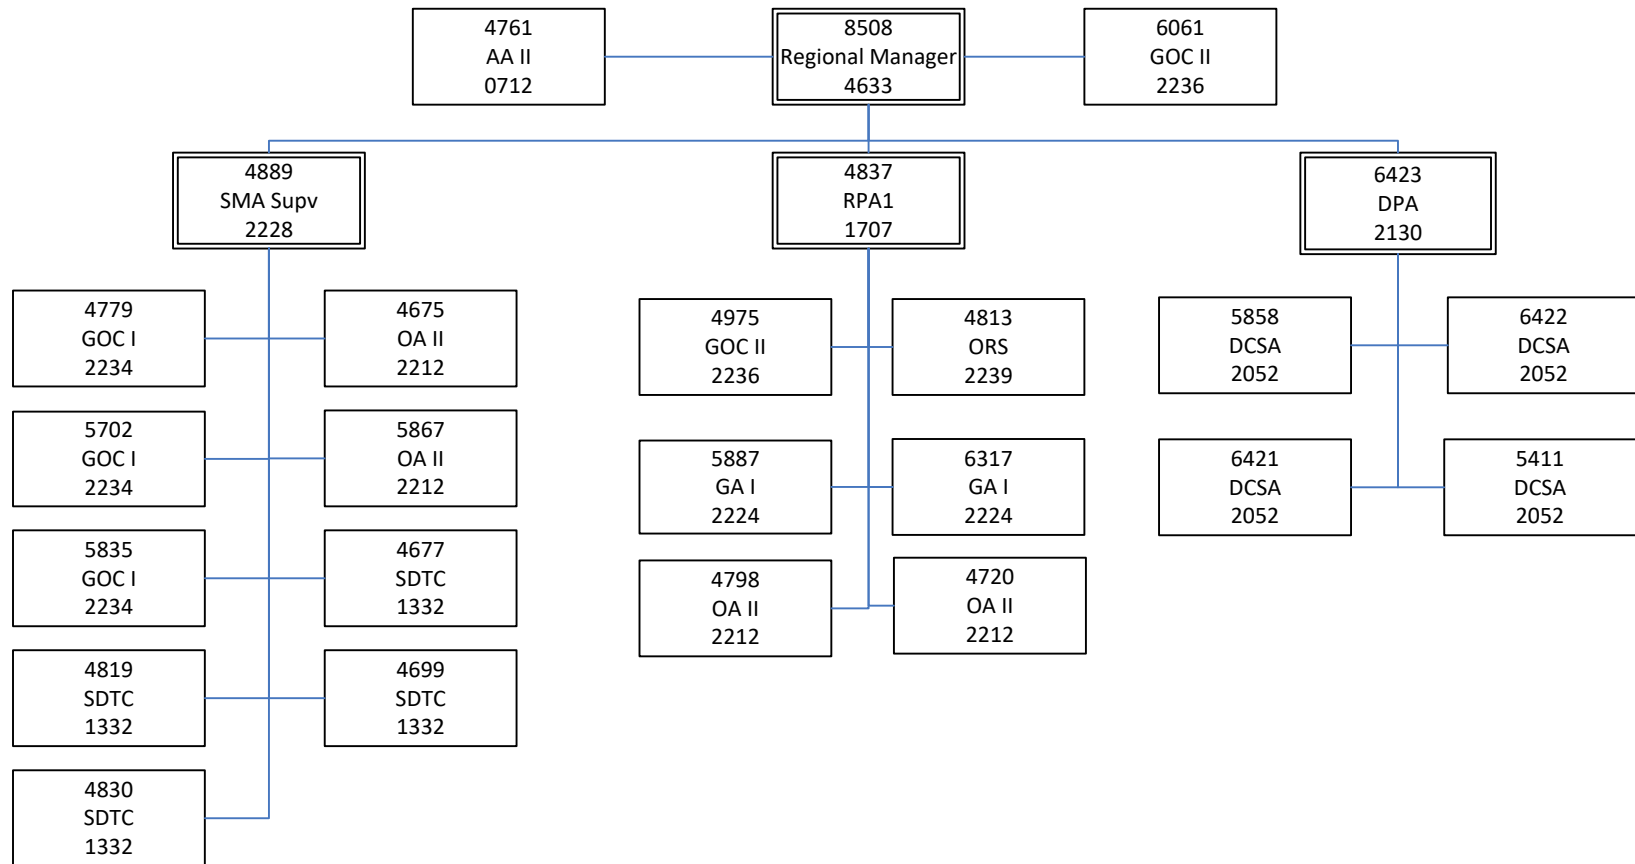 4761
AA II
0712
8508
Regional Manager
4633
6061
GOC II
2236
4889
SMA Supv
2228
4837
RPA1
1707
6423
DPA
2130
4779
GOC I
2234
4675
OA II
2212
5702
GOC I
2234
5867
OA II
2212
5835
GOC I
2234
4677
SDTC
1332
4819
SDTC
1332
4699
SDTC
1332
4830
SDTC
1332
4975
GOC II
2236
4813
ORS
2239
5887
GA I
2224
6317
GA I
2224
4798
OA II
2212
4720
OA II
2212
5858
DCSA
2052
6422
DCSA
2052
6421
DCSA
2052
5411
DCSA
2052